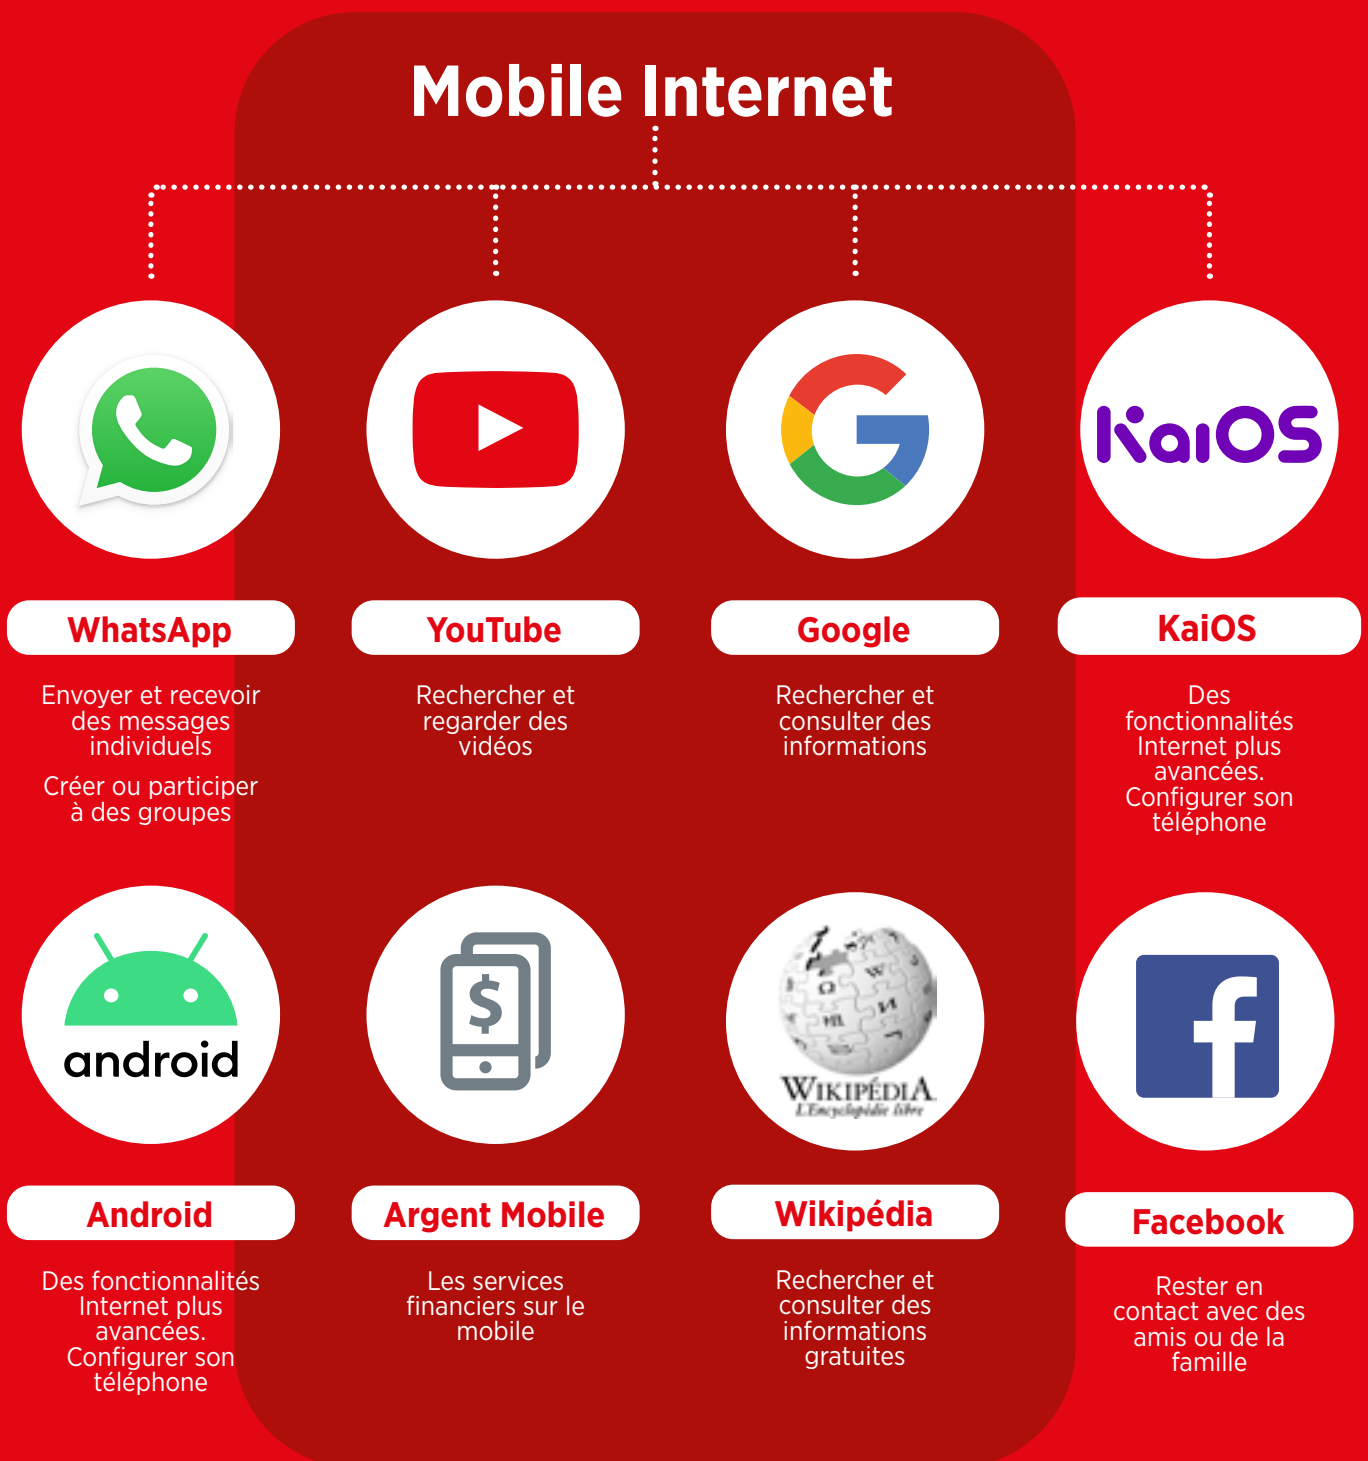 Mobile Internet
KaiOS
WhatsApp
YouTube
Google
KaiOS
Envoyer et recevoir
des messages
individuels
Créer ou participer
à des groupes
Rechercher et
regarder des
vidéos
Rechercher et
consulter des
informations
Des
fonctionnalités
Internet plus
avancées.
Configurer son
téléphone
android
$
WIKIPÉDIA
L'Encyclopédie libre
f
Android
Argent Mobile
Wikipédia
Facebook
Des fonctionnalités
Internet plus
avancées.
Configurer son
téléphone
Les services
financiers sur le
mobile
Rechercher et
consulter des
informations
gratuites
Rester en
contact avec des
amis ou de la
famille